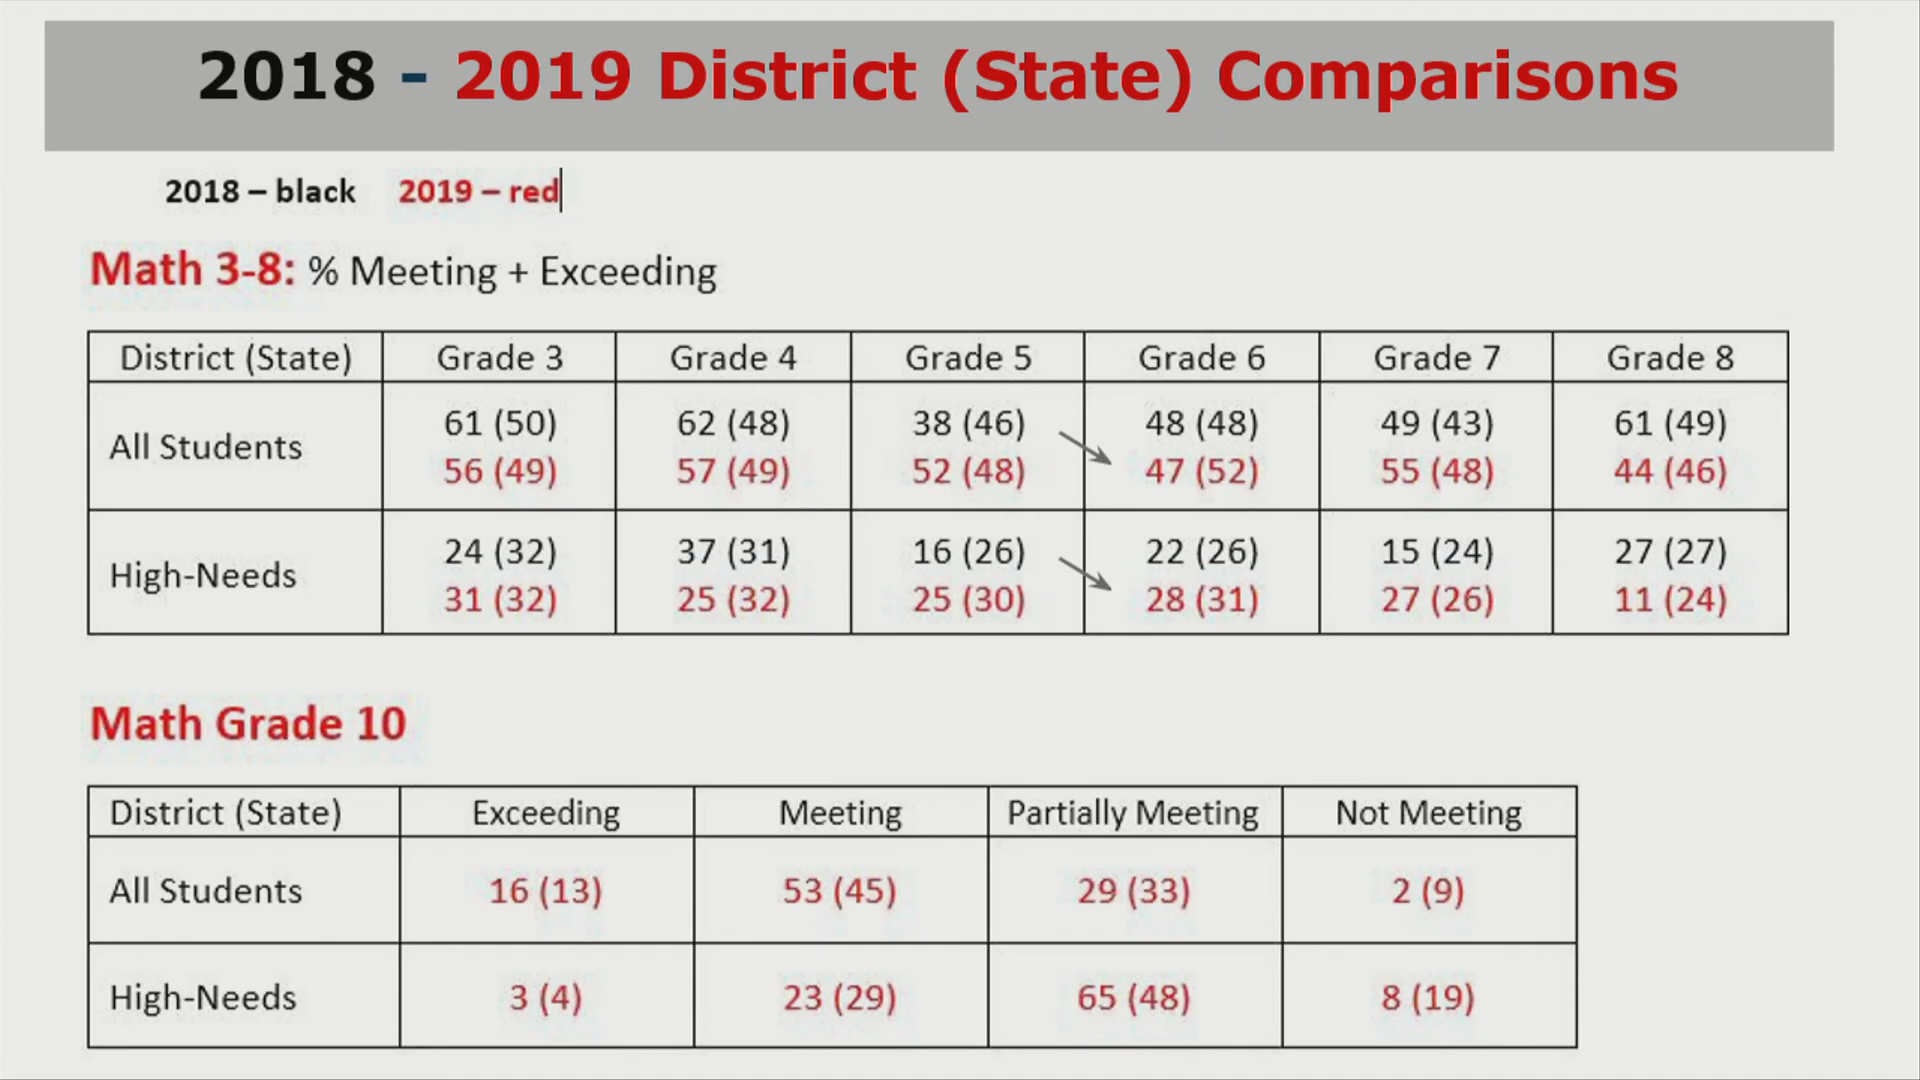 2018 - 2019 District (State) Comparisons
2018 – black 2019 – red
Math 3-8: % Meeting + Exceeding
District (State) Grade 3 Grade 4 Grade 5 Grade 6 Grade 7 Grade 8
All Students
61 (50) 62 (48) 38 (46) 48 (48) 49 (43) 61 (49)
56 (49) 57 (49) 52 (48) 47 (52) 55 (48) 44 (46)
High-Needs
24 (32) 37 (31) 16 (26) 22 (26) 15 (24) 27 (27)
31 (32) 25 (32) 25 (30) 28 (31) 27 (26) 11 (24)
Math Grade 10
District (State) Exceeding Meeting Partially Meeting Not Meeting
All Students 16 (13) 53 (45) 29 (33) 2 (9)
High-Needs 3 (4) 23 (29) 65 (48) 8 (19)